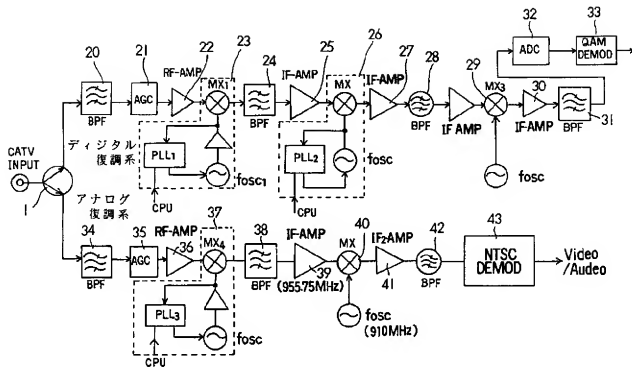 20
21
22
23
24
25
26
27
28
29
30
31
32
33
RF-AMP
MX1
IF-AMP
MX
IF-AMP
MX3
ADC
QAM DEMOD
BPF
AGC
BPF
BPF
IF AMP
IF-AMP
BPF
ディジタル
復調系
PLL1
fosc1
CPU
PLL2
fosc
CPU
fosc
CATV
INPUT
1
アナログ
復調系
34
35
36
37
38
39
40
41
42
43
RF-AMP
MX4
IF-AMP
MX
IF2-AMP
NTSC
DEMOD
Video
/Audeo
BPF
AGC
BPF
(955.75MHz)
BPF
PLL3
fosc
CPU
fosc
(910MHz)